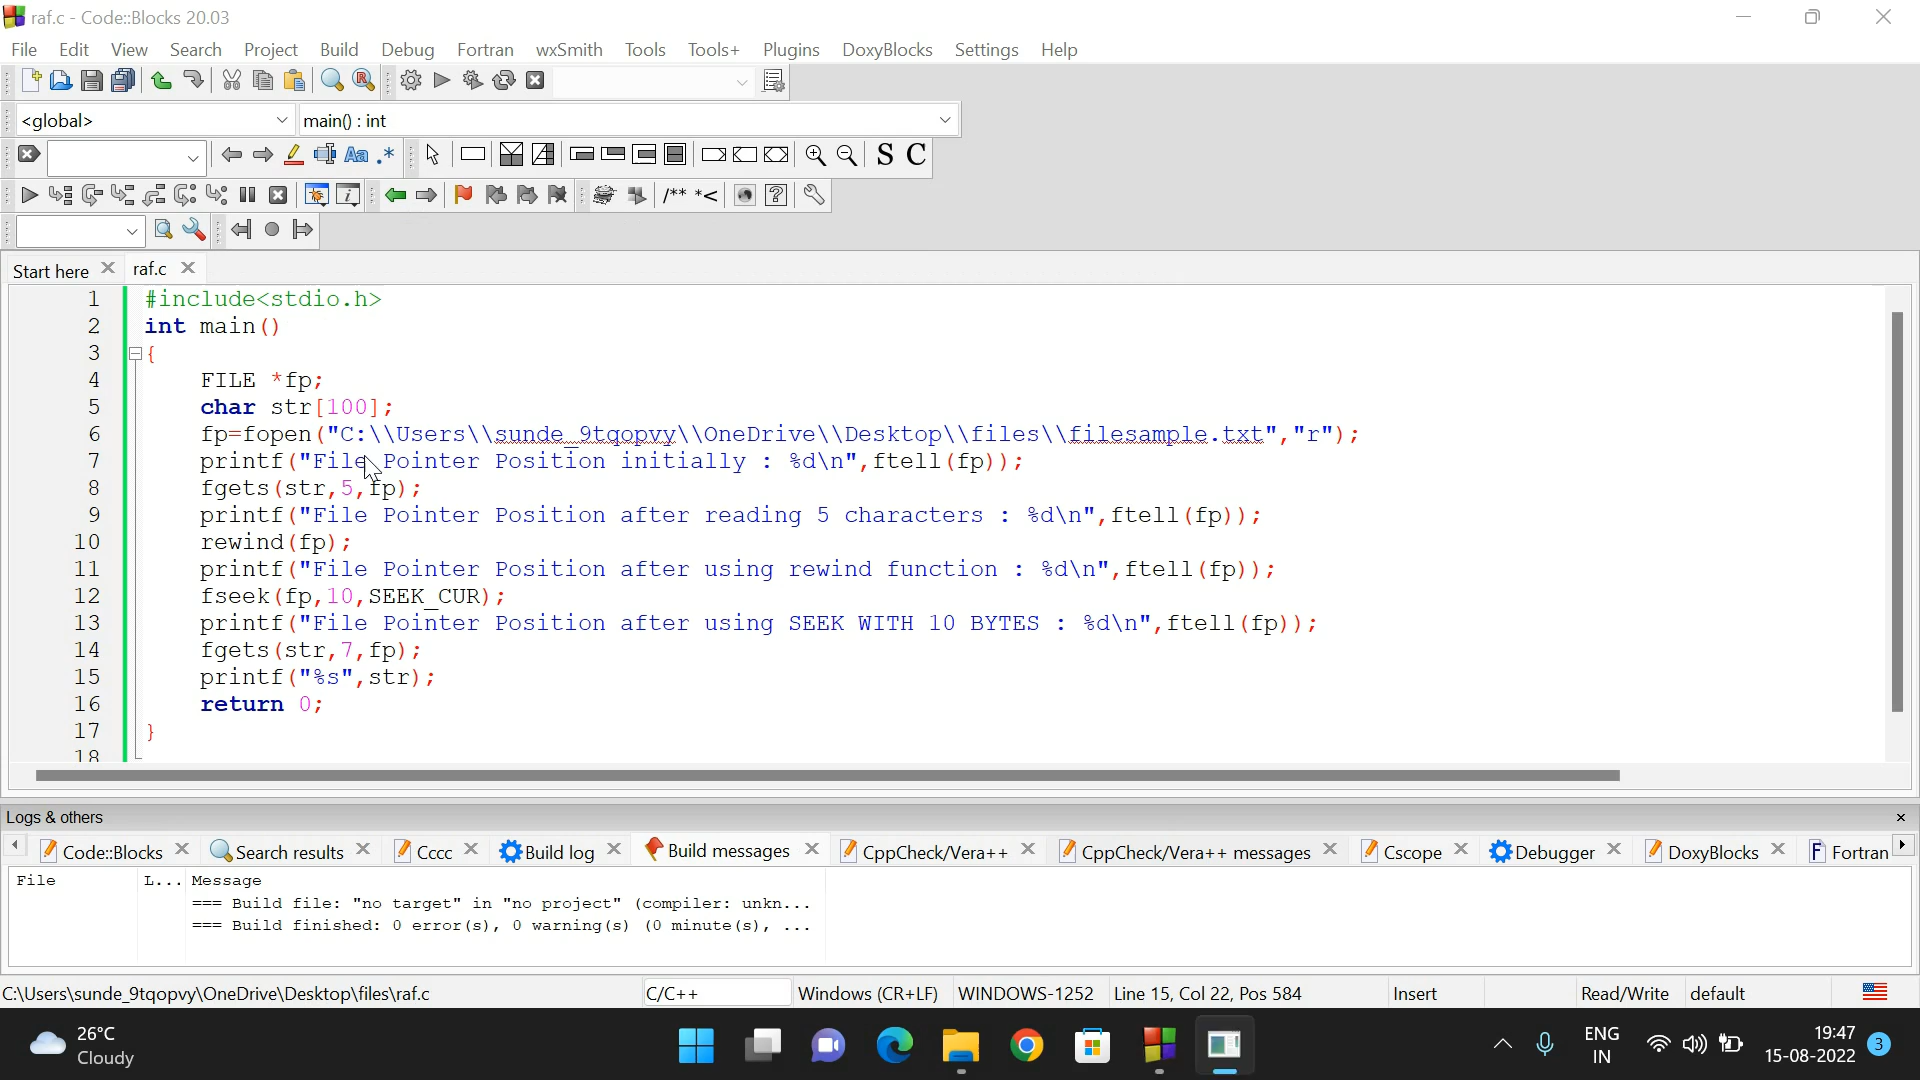 raf.c - Code::Blocks 20.03
File Edit View Search Project Build Debug Fortran wxSmith Tools Tools+ Plugins DoxyBlocks Settings Help
<global> main() : int
Aa .* S C
/** *<
Start here raf.c
1 #include<stdio.h>
2 int main()
3 {
4 FILE *fp;
5 char str[100];
6 fp=fopen("C:\\Users\\sunde_9tqopvy\\OneDrive\\Desktop\\files\\filesample.txt","r");
7 printf("File Pointer Position initially : %d\n",ftell(fp));
8 fgets(str,5,fp);
9 printf("File Pointer Position after reading 5 characters : %d\n",ftell(fp));
10 rewind(fp);
11 printf("File Pointer Position after using rewind function : %d\n",ftell(fp));
12 fseek(fp,10,SEEK_CUR);
13 printf("File Pointer Position after using SEEK WITH 10 BYTES : %d\n",ftell(fp));
14 fgets(str,7,fp);
15 printf("%s",str);
16 return 0;
17 }
18
Logs & others
Code::Blocks Search results Cccc Build log Build messages CppCheck/Vera++ CppCheck/Vera++ messages Cscope Debugger DoxyBlocks Fortran
File L... Message
=== Build file: "no target" in "no project" (compiler: unkn...
=== Build finished: 0 error(s), 0 warning(s) (0 minute(s), ...
C:\Users\sunde_9tqopvy\OneDrive\Desktop\files\raf.c C/C++ Windows (CR+LF) WINDOWS-1252 Line 15, Col 22, Pos 584 Insert Read/Write default
26°C
Cloudy
ENG
IN
19:47
15-08-2022
3